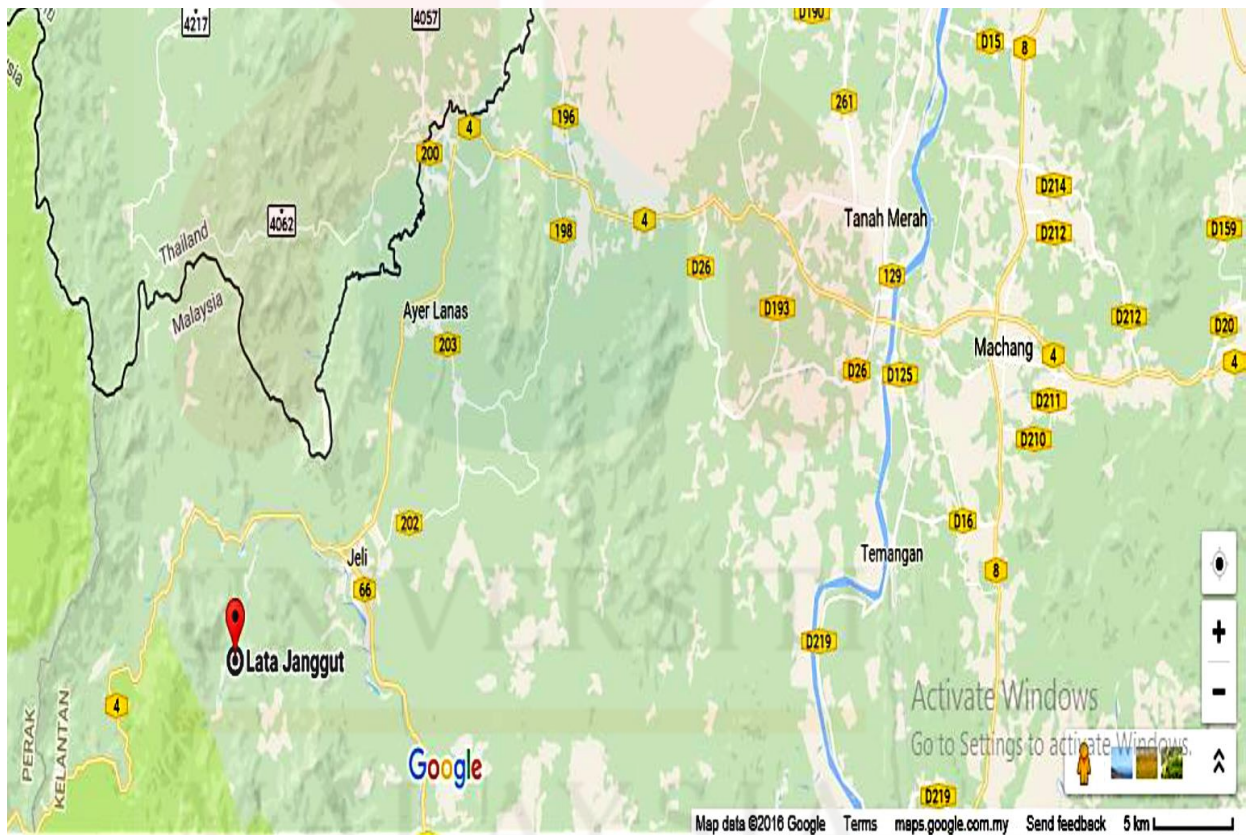 4217
4057
D190
D15
8
261
196
4
200
D214
Tanah Merah
4
198
D212
D159
4062
Thailand
D26
129
Malaysia
Ayer Lanas
D193
D212
D20
203
Machang
4
4
D26
D125
D211
D210
202
D16
Jeli
Temangan
66
8
UNIVERSITI
D219
Lata Janggut
4
PERAK
KELANTAN
Activate Windows
Go to Settings to activate Windows.
Google
D219
Map data ©2016 Google Terms maps.google.com.my Send feedback 5 km